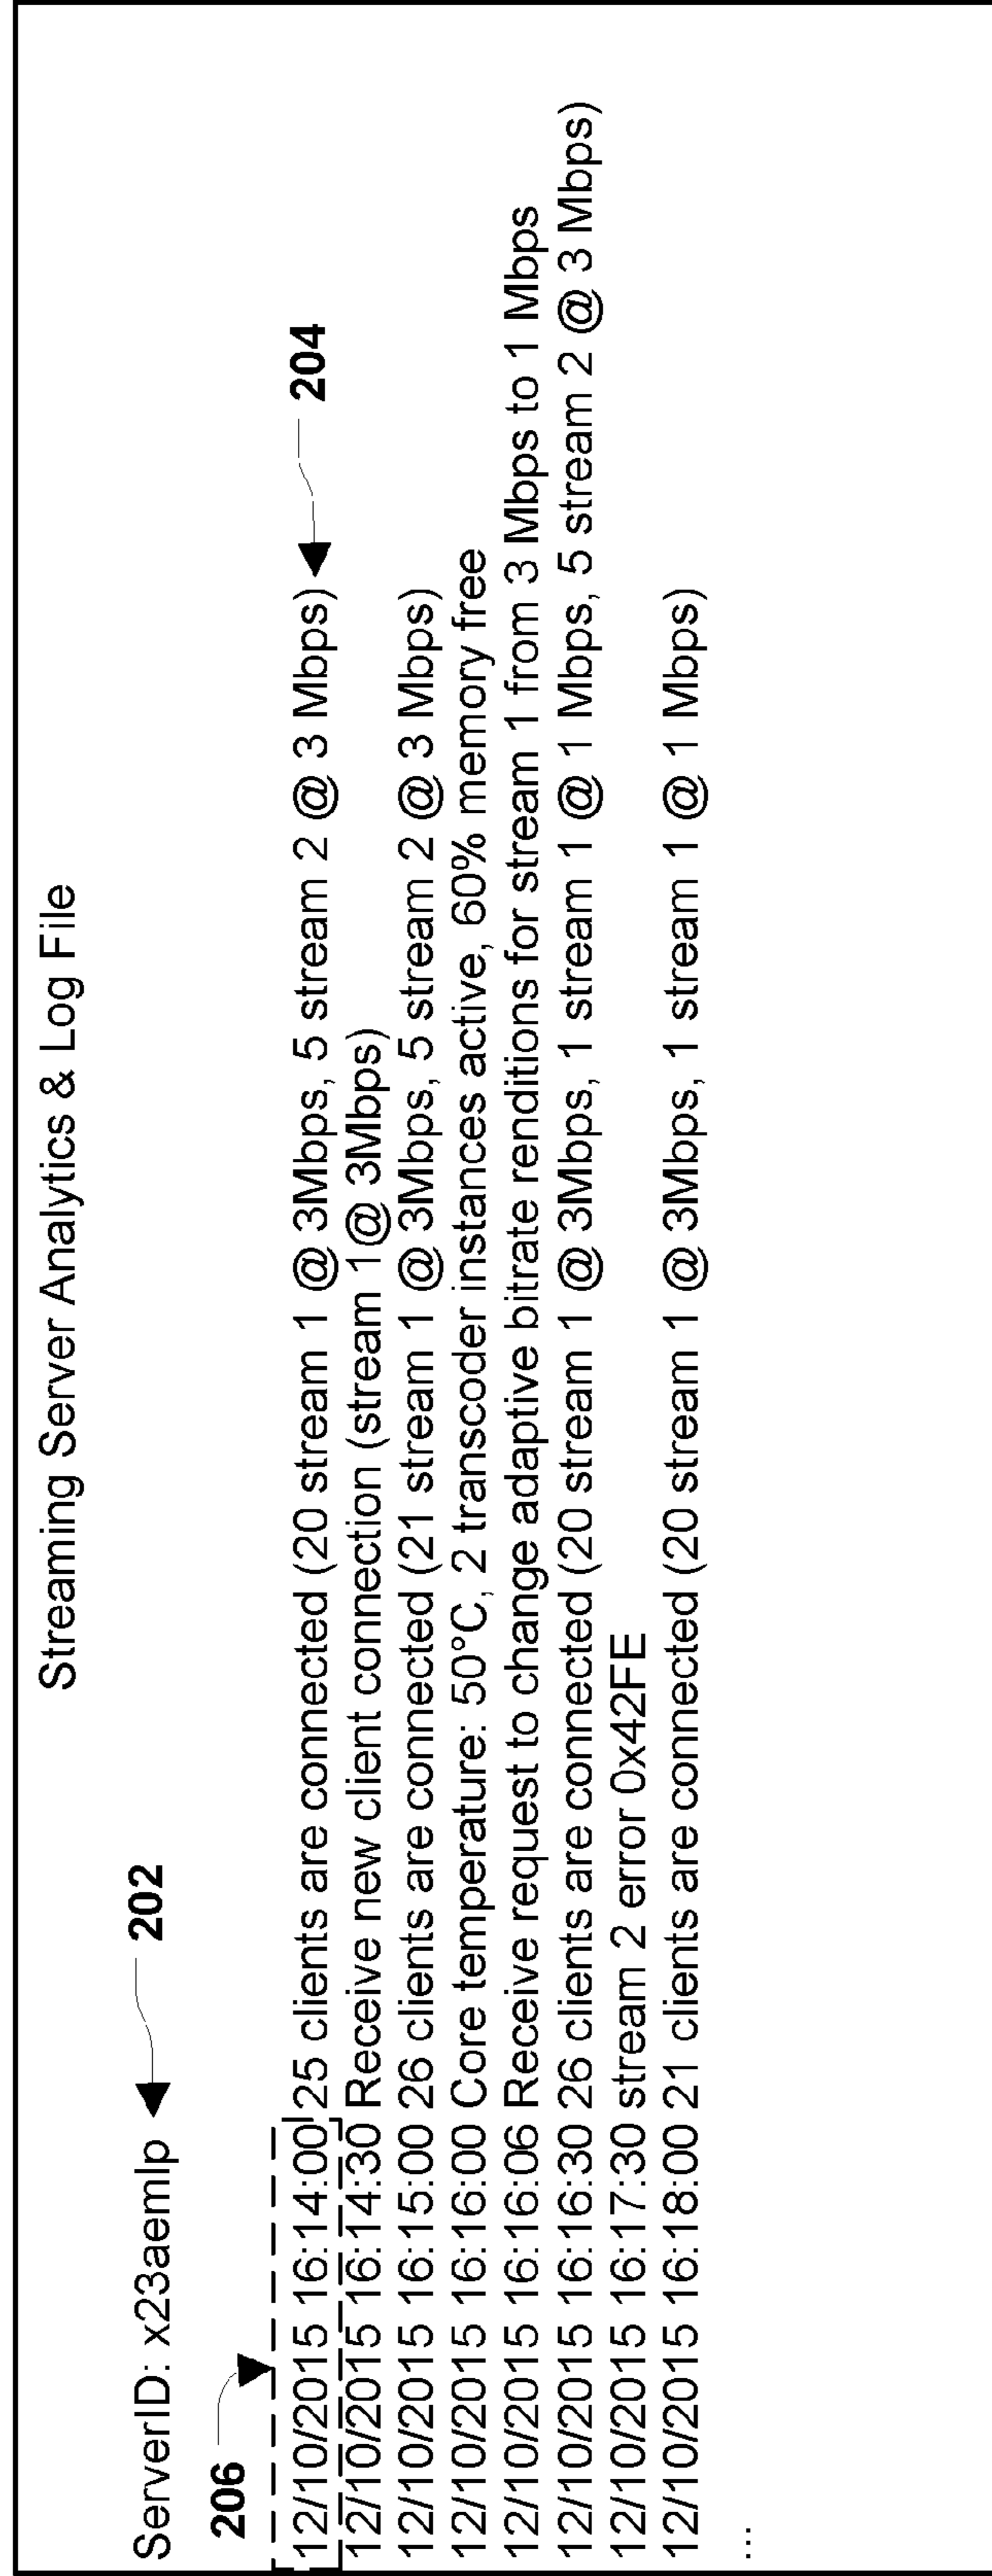 Streaming Server Analytics & Log File
ServerID: x23aemlp 202
206
12/10/2015 16:14:00 25 clients are connected (20 stream 1 @ 3Mbps, 5 stream 2 @ 3 Mbps) 204
12/10/2015 16:14:30 Receive new client connection (stream 1@ 3Mbps)
12/10/2015 16:15:00 26 clients are connected (21 stream 1 @ 3Mbps, 5 stream 2 @ 3 Mbps)
12/10/2015 16:16:00 Core temperature: 50°C, 2 transcoder instances active, 60% memory free
12/10/2015 16:16:06 Receive request to change adaptive bitrate renditions for stream 1 from 3 Mbps to 1 Mbps
12/10/2015 16:16:30 26 clients are connected (20 stream 1 @ 3Mbps, 1 stream 1 @ 1 Mbps, 5 stream 2 @ 3 Mbps)
12/10/2015 16:17:30 stream 2 error 0x42FE
12/10/2015 16:18:00 21 clients are connected (20 stream 1 @ 3Mbps, 1 stream 1 @ 1 Mbps)
...